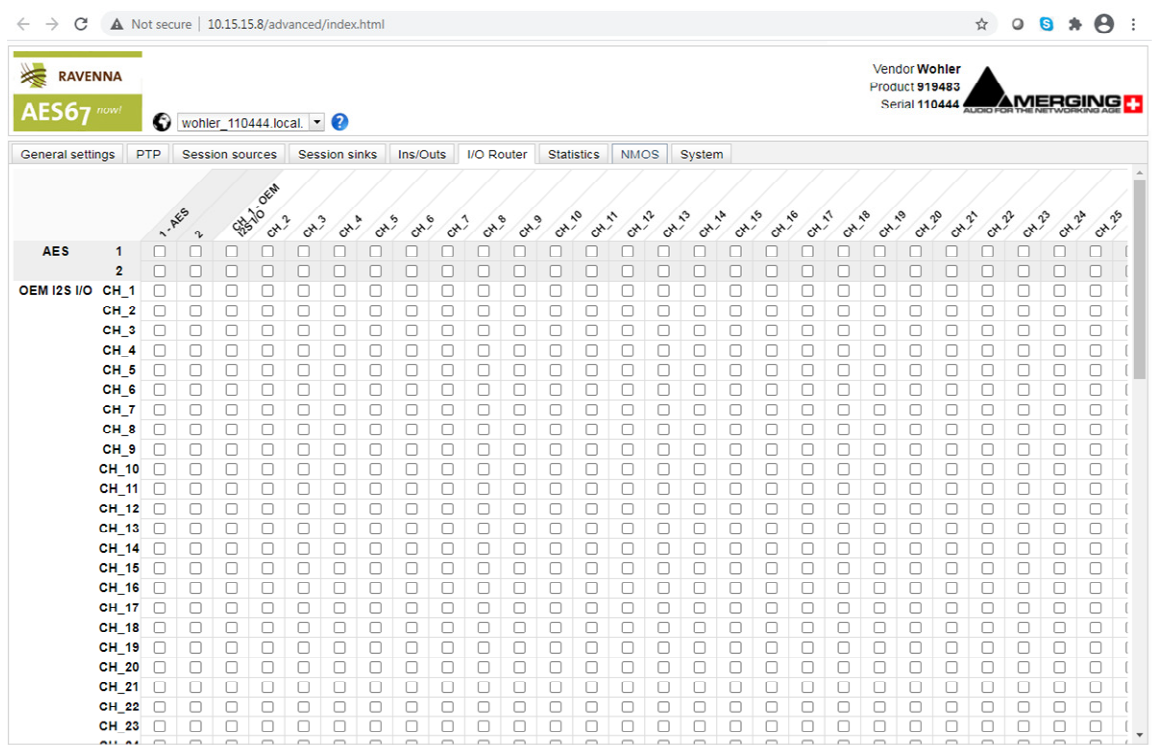 Not secure | 10.15.15.8/advanced/index.html
RAVENNA
AES67 now!
Vendor Wohler
Product 919483
Serial 110444
MERGING
AUDIO FOR THE NETWORKING AGE
wohler_110444.local. ?
General settings PTP Session sources Session sinks Ins/Outs I/O Router Statistics NMOS System
1 - AES 2 CH_1 - OEM I2S I/O CH_2 CH_3 CH_4 CH_5 CH_6 CH_7 CH_8 CH_9 CH_10 CH_11 CH_12 CH_13 CH_14 CH_15 CH_16 CH_17 CH_18 CH_19 CH_20 CH_21 CH_22 CH_23 CH_24 CH_25
AES 1
2
OEM I2S I/O CH_1
CH_2
CH_3
CH_4
CH_5
CH_6
CH_7
CH_8
CH_9
CH_10
CH_11
CH_12
CH_13
CH_14
CH_15
CH_16
CH_17
CH_18
CH_19
CH_20
CH_21
CH_22
CH_23